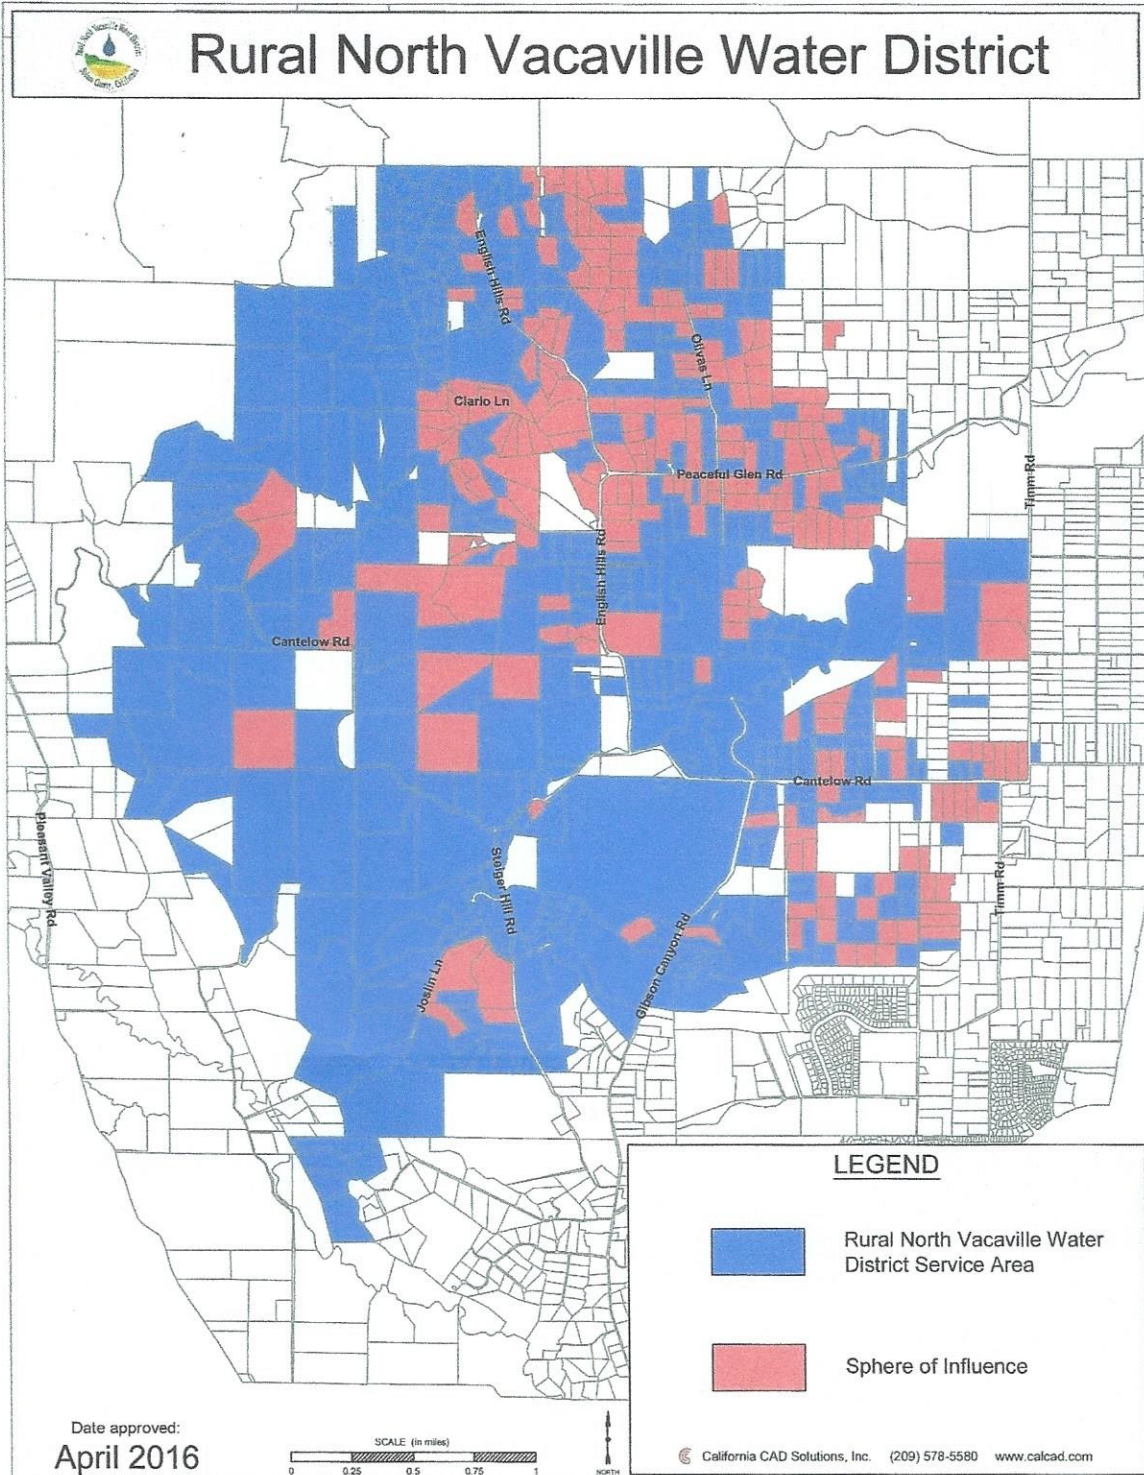 Rural North Vacaville Water District
English Hills Rd
Olivas Ln
Clario Ln
Peaceful Glen Rd
Timm Rd
English Hills Rd
Cantelow Rd
Cantelow Rd
Pleasant Valley Rd
Steiger Hill Rd
Timm Rd
Gibson Canyon Rd
Joslin Ln
LEGEND
Rural North Vacaville Water
District Service Area
Sphere of Influence
Date approved:
April 2016
SCALE (in miles)
0 0.25 0.5 0.75 1
NORTH
California CAD Solutions, Inc. (209) 578-5580 www.calcad.com